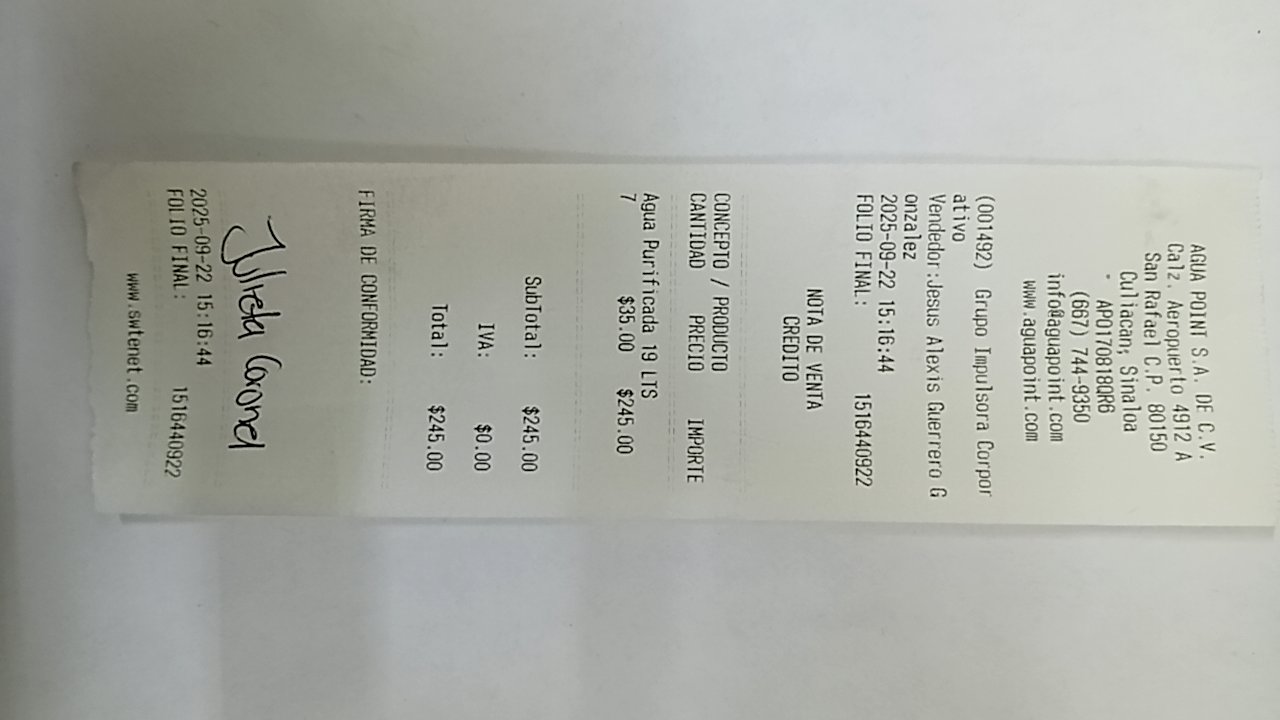 AGUA POINT S.A. DE C.V.
Calz. Aeropuerto 4912 A
San Rafael C.P. 80150
Culiacan, Sinaloa
- APO1708180R6
(667) 744-9350
info@aguapoint.com
www.aguapoint.com
(001492) Grupo Impulsora Corpor
ativo
Vendedor:Jesus Alexis Guerrero G
onzalez
2025-09-22 15:16:44
FOLIO FINAL: 1516440922
NOTA DE VENTA
CREDITO
CONCEPTO / PRODUCTO
CANTIDAD PRECIO IMPORTE
Agua Purificada 19 LTS
7 $35.00 $245.00
SubTotal: $245.00
IVA: $0.00
Total: $245.00
FIRMA DE CONFORMIDAD:
Julieta Coronel
2025-09-22 15:16:44
FOLIO FINAL: 1516440922
www.swtenet.com